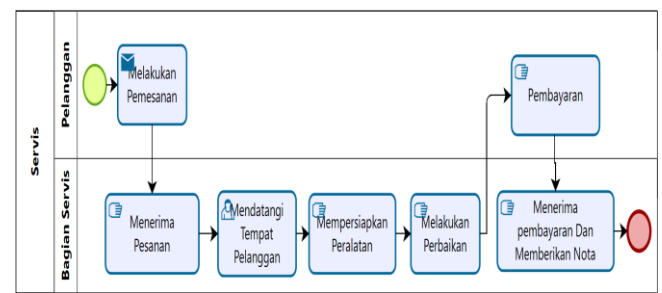 Servis
Pelanggan
Melakukan
Pemesanan
Pembayaran
Bagian Servis
Menerima
Pesanan
Mendatangi
Tempat
Pelanggan
Mempersiapkan
Peralatan
Melakukan
Perbaikan
Menerima
pembayaran Dan
Memberikan Nota